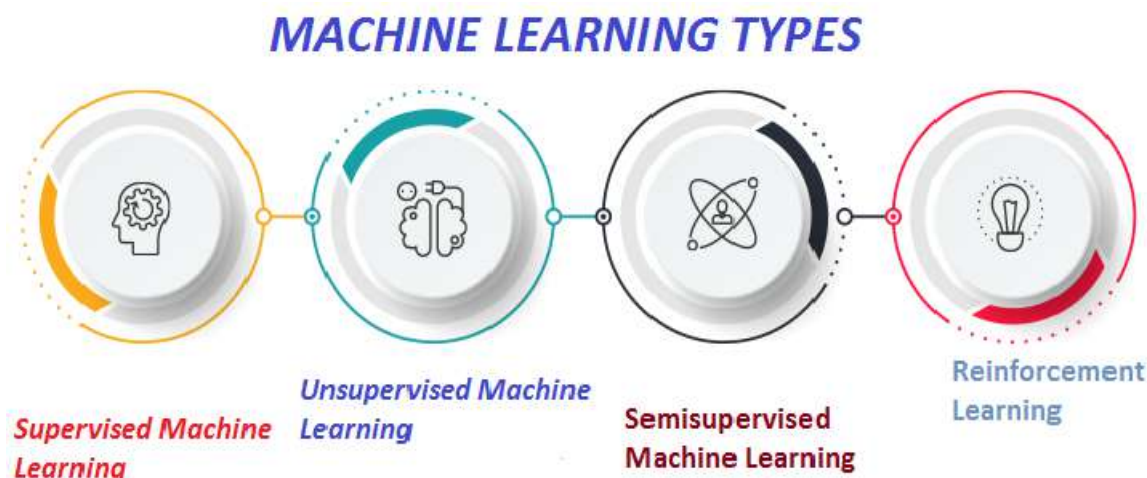 MACHINE LEARNING TYPES
Supervised Machine
Learning
Unsupervised Machine
Learning
Semisupervised
Machine Learning
Reinforcement
Learning